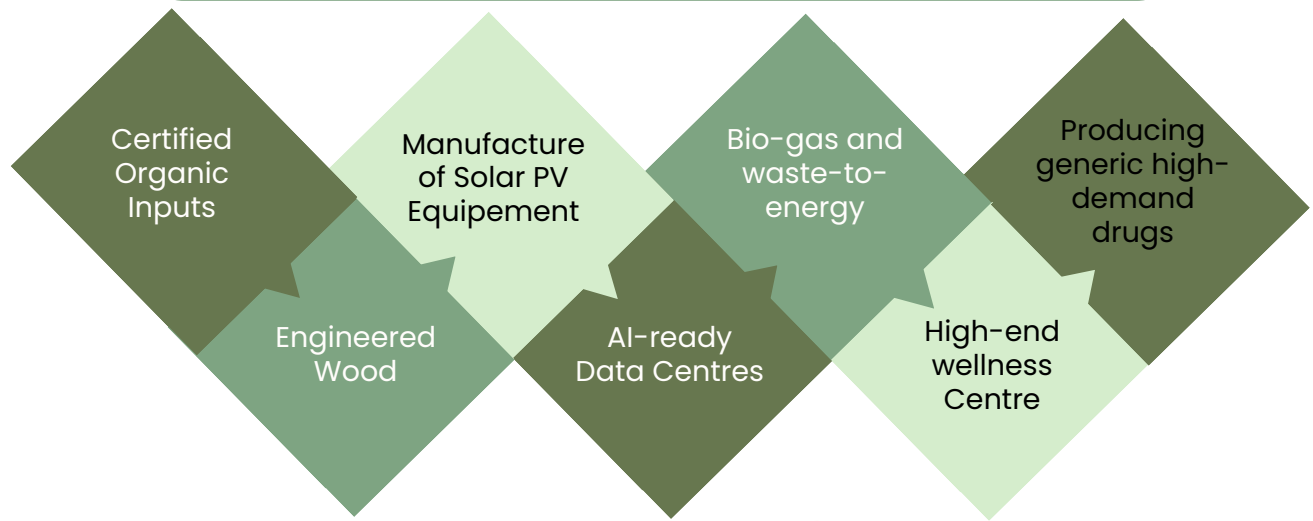 Certified
Organic
Inputs
Engineered
Wood
Manufacture
of Solar PV
Equipement
AI-ready
Data Centres
Bio-gas and
waste-to-
energy
High-end
wellness
Centre
Producing
generic high-
demand
drugs